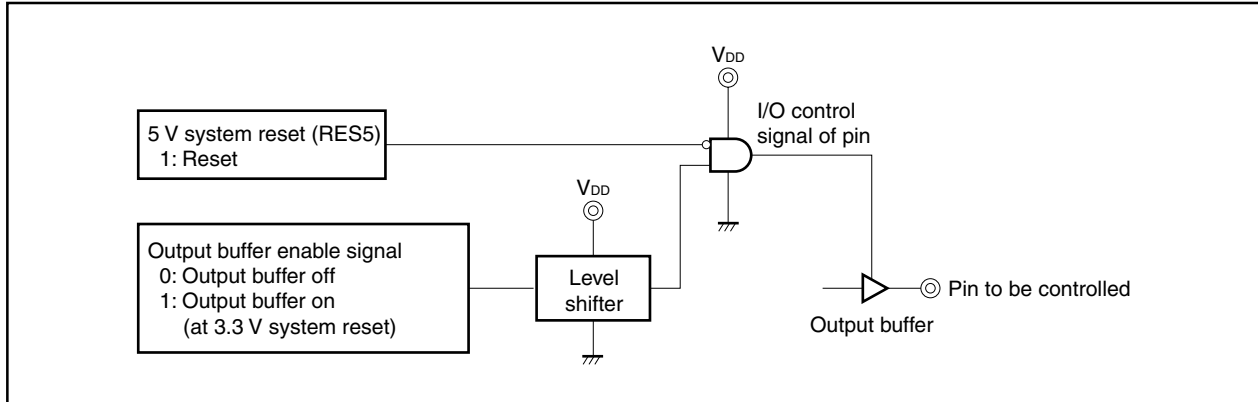 VDD
I/O control
signal of pin
5 V system reset (RES5)
1: Reset
VDD
Output buffer enable signal
0: Output buffer off
1: Output buffer on
(at 3.3 V system reset)
Level
shifter
Pin to be controlled
Output buffer